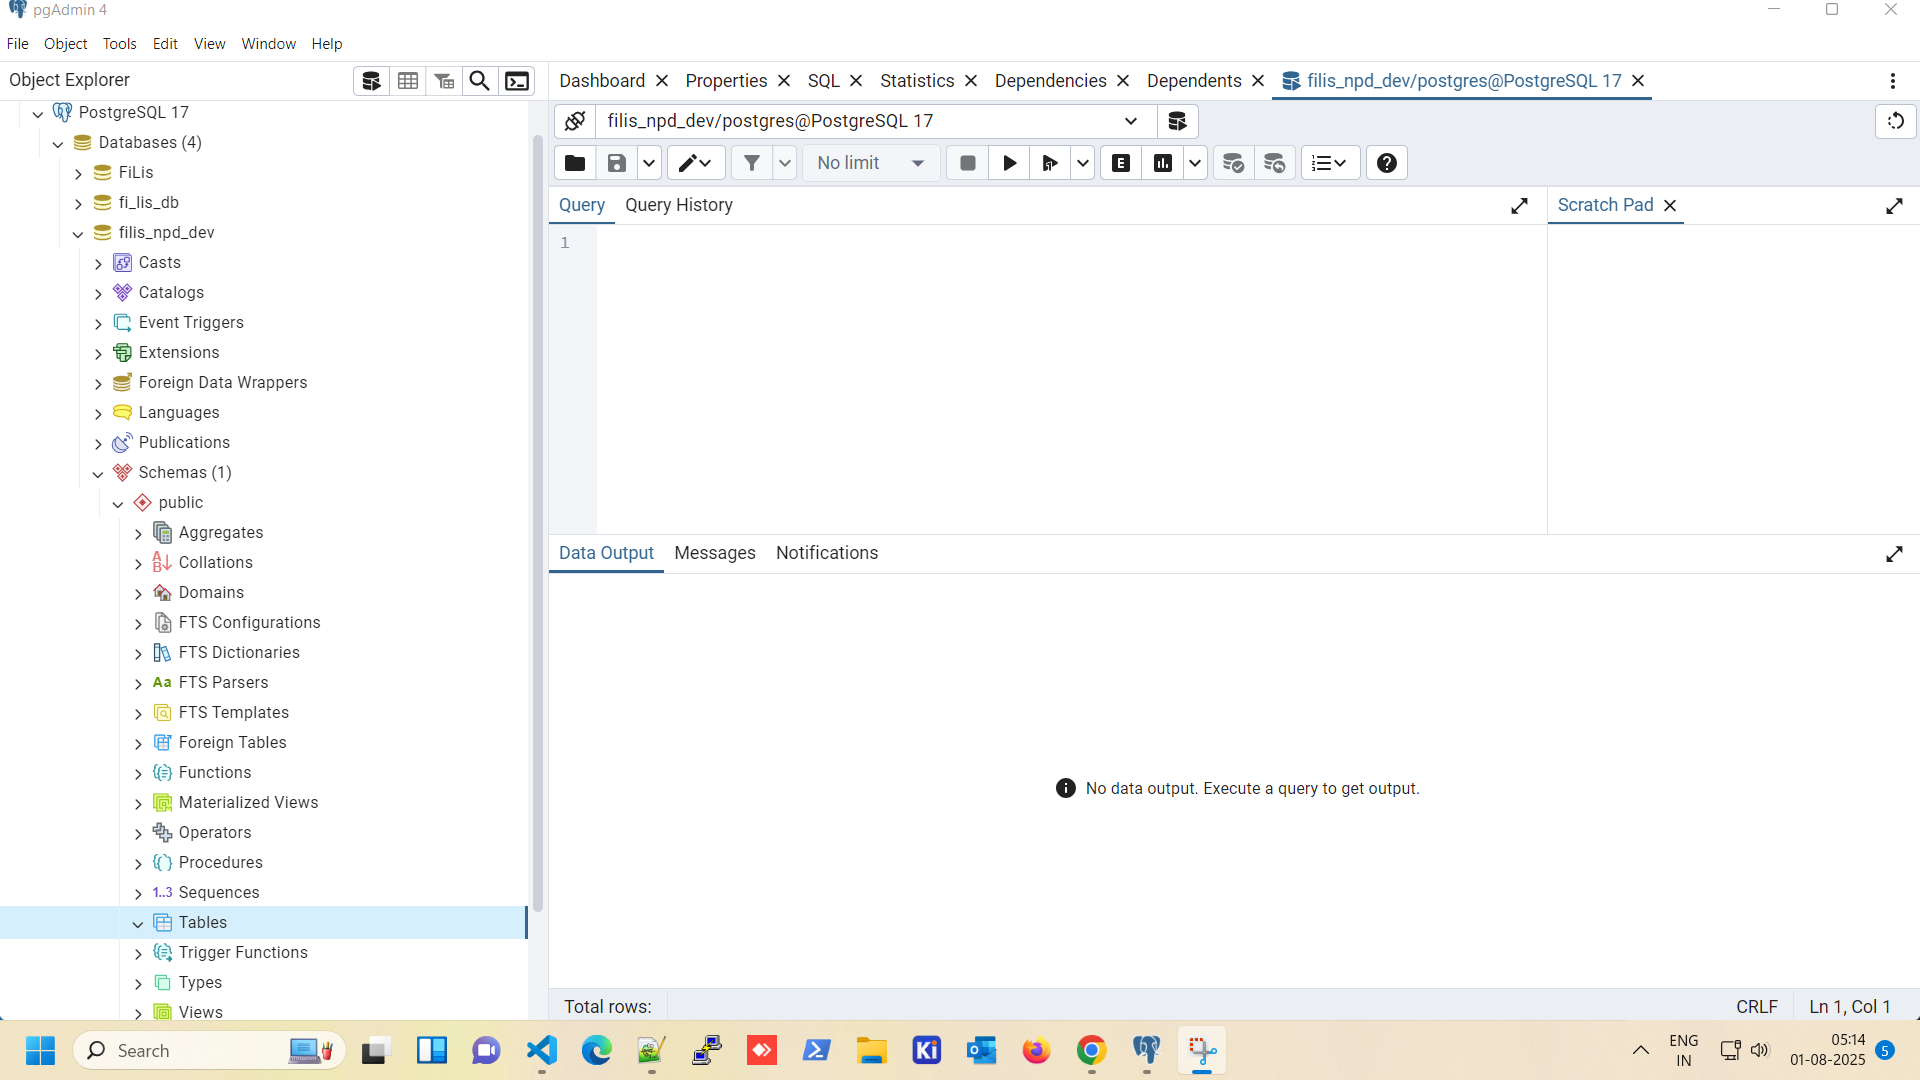 pgAdmin 4
File Object Tools Edit View Window Help
Object Explorer
Dashboard Properties SQL Statistics Dependencies Dependents filis_npd_dev/postgres@PostgreSQL 17
PostgreSQL 17
Databases (4)
FiLis
fi_lis_db
filis_npd_dev
Casts
Catalogs
Event Triggers
Extensions
Foreign Data Wrappers
Languages
Publications
Schemas (1)
public
Aggregates
Collations
Domains
FTS Configurations
FTS Dictionaries
Aa FTS Parsers
FTS Templates
Foreign Tables
Functions
Materialized Views
Operators
Procedures
1..3 Sequences
Tables
Trigger Functions
Types
Views
filis_npd_dev/postgres@PostgreSQL 17
No limit
E
Query Query History
Scratch Pad
1
Data Output Messages Notifications
No data output. Execute a query to get output.
Total rows:
CRLF Ln 1, Col 1
Search
Ki
ENG
IN
05:14
01-08-2025
5